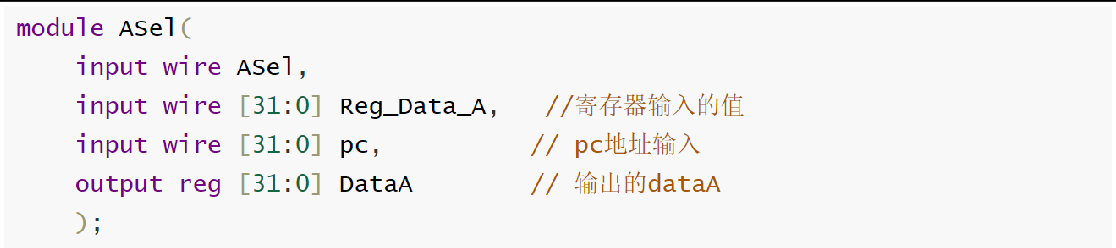 module ASel(
    input wire ASel,
    input wire [31:0] Reg_Data_A,   //寄存器输入的值
    input wire [31:0] pc,          // pc地址输入
    output reg [31:0] DataA        // 输出的dataA
    );